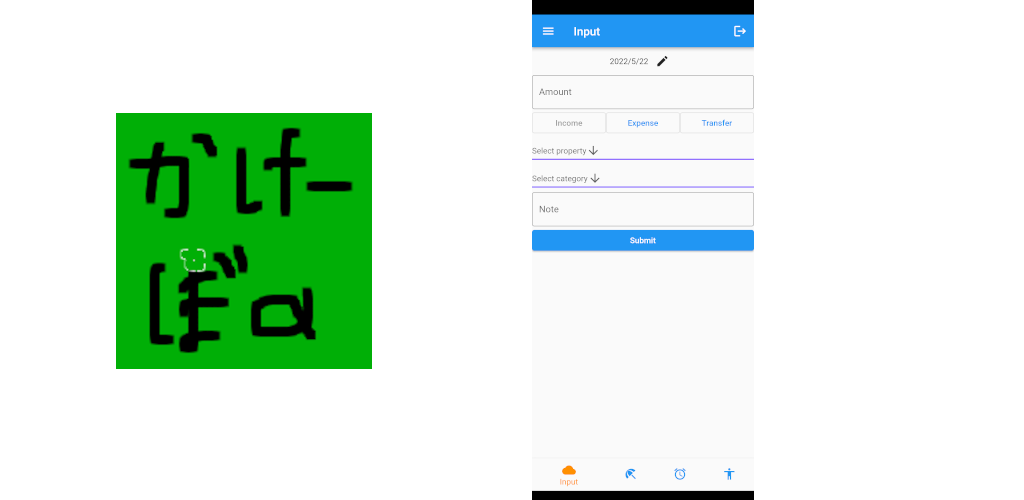 かけー
ぼα
Input
2022/5/22
Amount
Income Expense Transfer
Select property
Select category
Note
Submit
Input